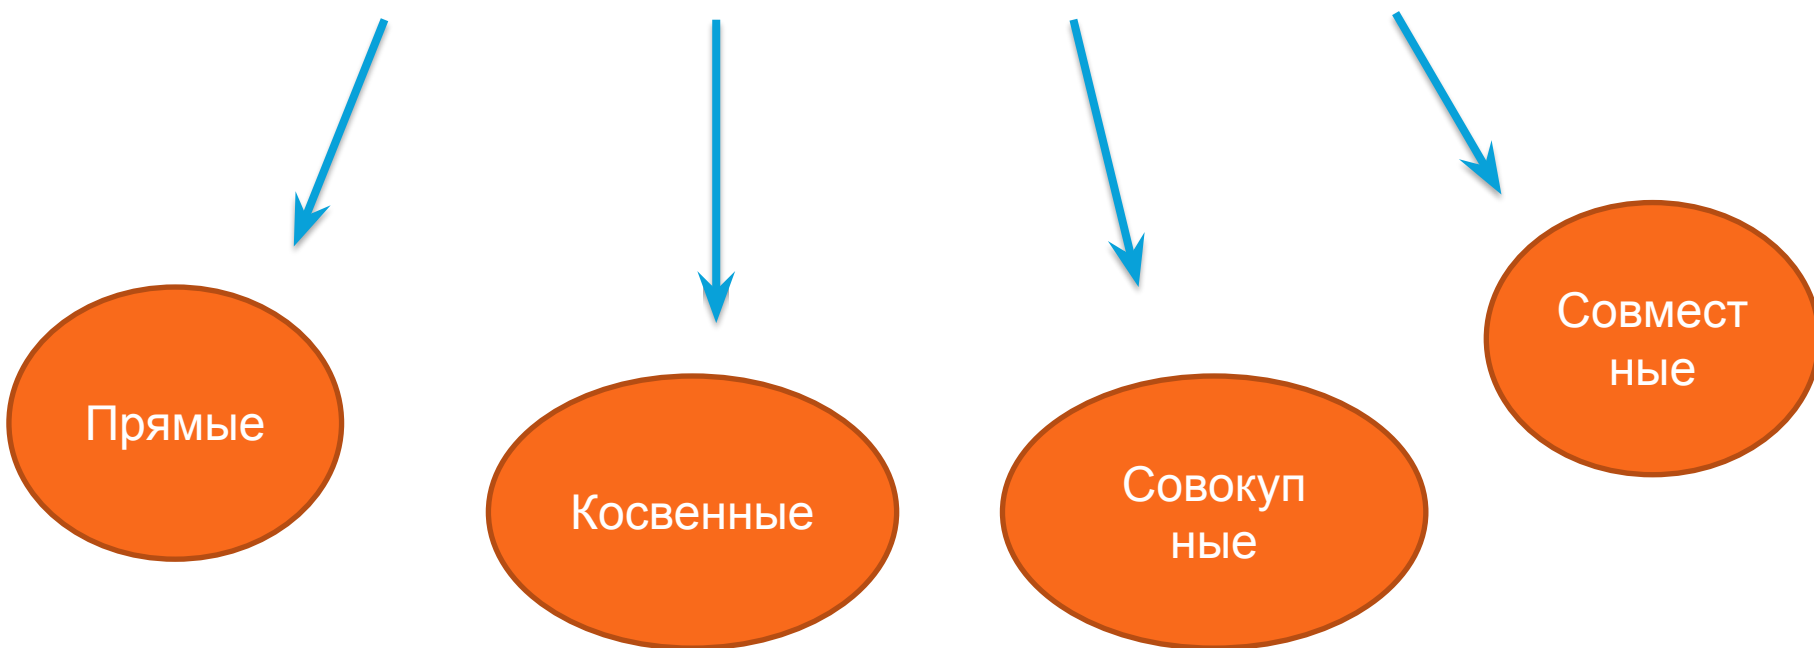 Прямые
Косвенные
Совокуп
ные
Совмест
ные